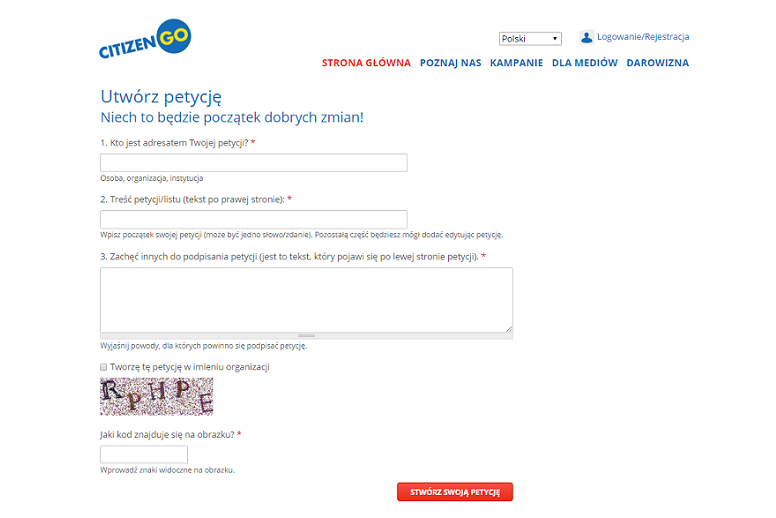 CITIZENGO
Polski
Logowanie/Rejestracja
STRONA GŁÓWNA POZNAJ NAS KAMPANIE DLA MEDIÓW DAROWIZNA
Utwórz petycję
Niech to będzie początek dobrych zmian!
1. Kto jest adresatem Twojej petycji? *
Osoba, organizacja, instytucja
2. Treść petycji/listu (tekst po prawej stronie): *
Wpisz początek swojej petycji (może być jedno słowo/zdanie). Pozostałą część będziesz mógł dodać edytując petycję.
3. Zachęć innych do podpisania petycji (jest to tekst, który pojawi się po lewej stronie petycji). *
Wyjaśnij powody, dla których powinno się podpisać petycję.
Tworzę tę petycję w imieniu organizacji
RPHPE
Jaki kod znajduje się na obrazku? *
Wprowadź znaki widoczne na obrazku.
STWÓRZ SWOJĄ PETYCJĘ